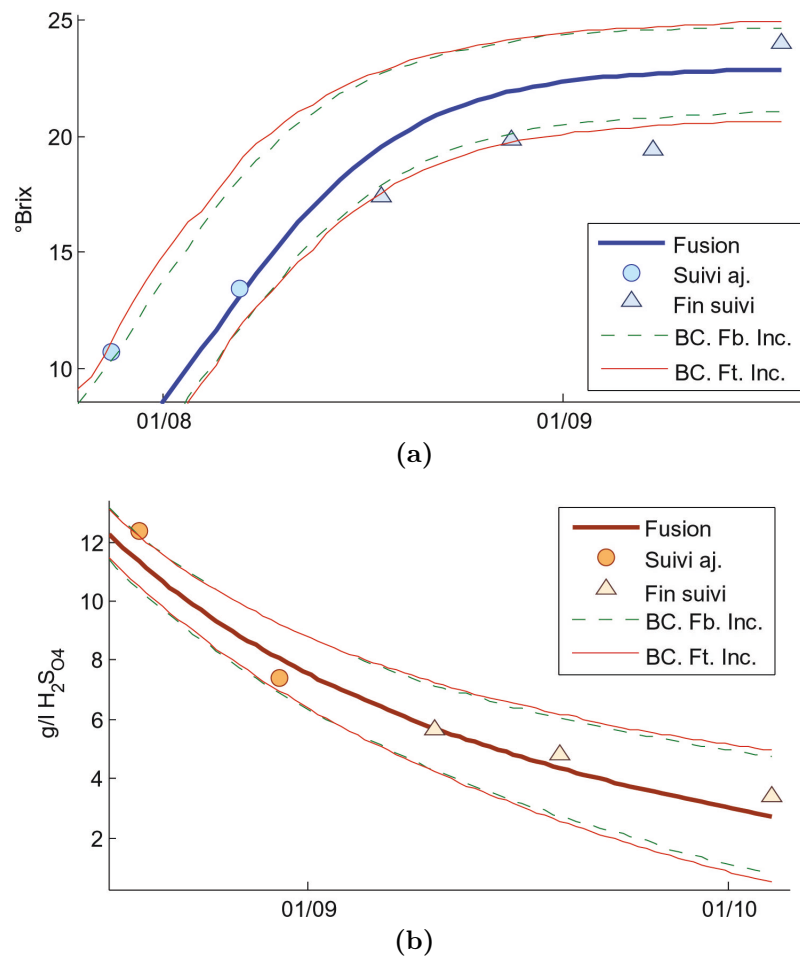 25
20
15
10
°Brix
Fusion
Suivi aj.
Fin suivi
BC. Fb. Inc.
BC. Ft. Inc.
01/08 01/09
(a)
12
10
8
6
4
2
g/l H₂S_O4
Fusion
Suivi aj.
Fin suivi
BC. Fb. Inc.
BC. Ft. Inc.
01/09 01/10
(b)